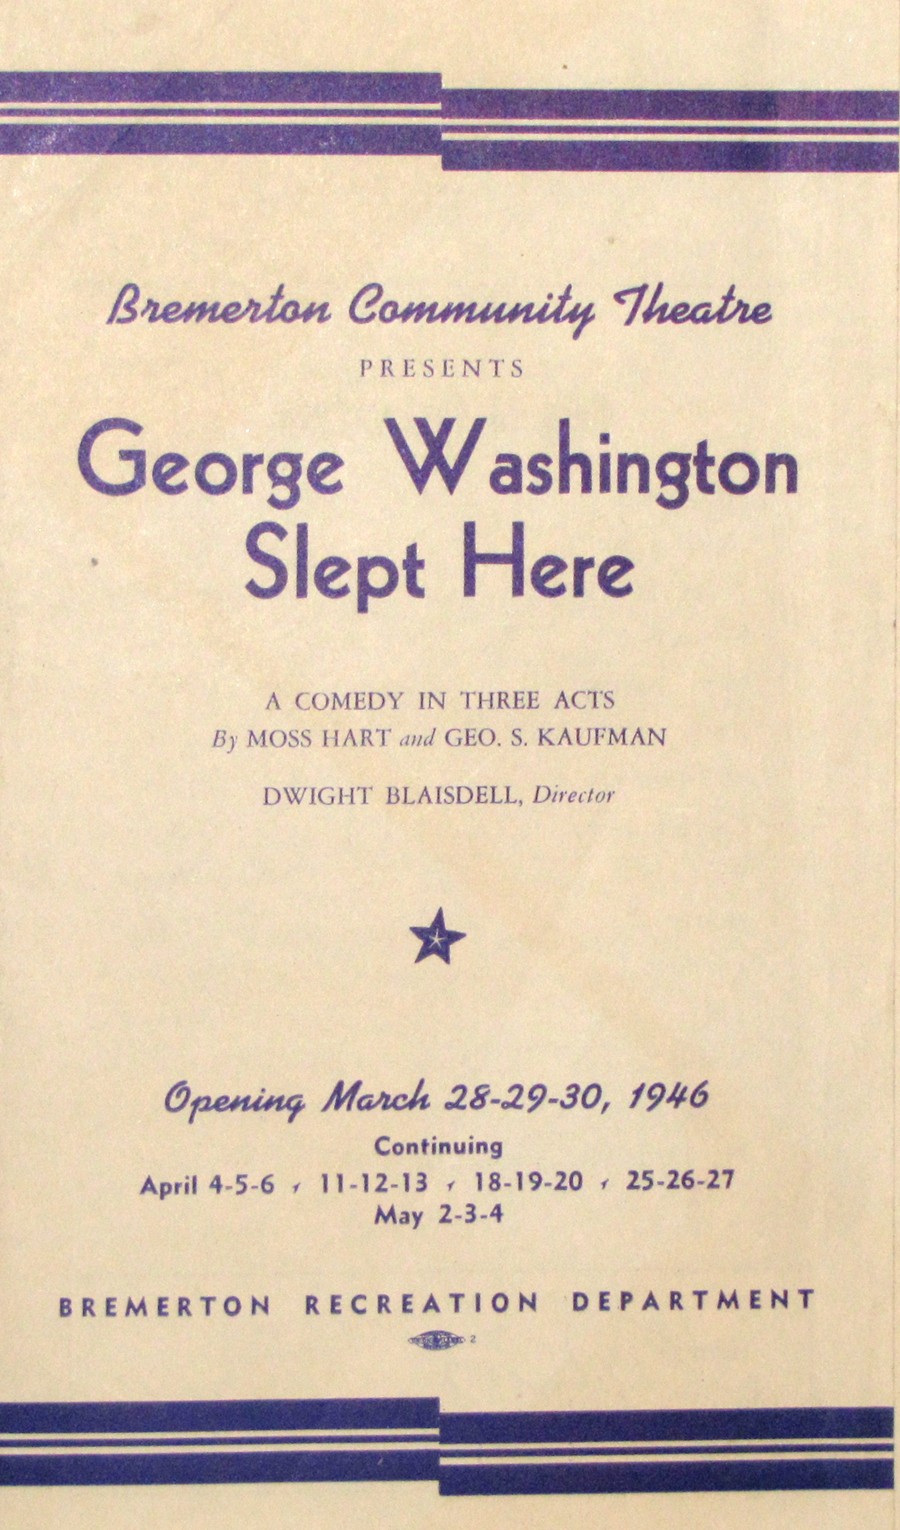 Bremerton Community Theatre
PRESENTS
George Washington
Slept Here
A COMEDY IN THREE ACTS
By MOSS HART and GEO. S. KAUFMAN
DWIGHT BLAISDELL, Director
Opening March 28-29-30, 1946
Continuing
April 4-5-6 , 11-12-13 , 18-19-20 , 25-26-27
May 2-3-4
BREMERTON RECREATION DEPARTMENT
2